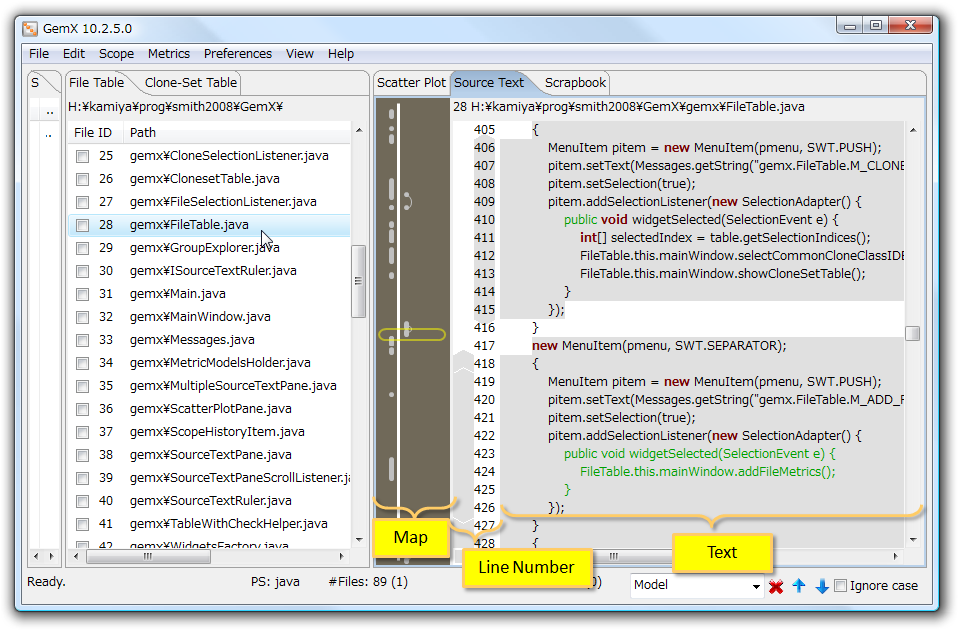 GemX 10.2.5.0
File Edit Scope Metrics Preferences View Help
S
..
..
File Table Clone-Set Table
H:¥kamiya¥prog¥smith2008¥GemX¥
File ID Path
25 gemx¥CloneSelectionListener.java
26 gemx¥ClonesetTable.java
27 gemx¥FileSelectionListener.java
28 gemx¥FileTable.java
29 gemx¥GroupExplorer.java
30 gemx¥ISourceTextRuler.java
31 gemx¥Main.java
32 gemx¥MainWindow.java
33 gemx¥Messages.java
34 gemx¥MetricModelsHolder.java
35 gemx¥MultipleSourceTextPane.java
36 gemx¥ScatterPlotPane.java
37 gemx¥ScopeHistoryItem.java
38 gemx¥SourceTextPane.java
39 gemx¥SourceTextPaneScrollListener.ja
40 gemx¥SourceTextRuler.java
41 gemx¥TableWithCheckHelper.java
42 gemx¥WidgetsFactory.java
Scatter Plot Source Text Scrapbook
28 H:¥kamiya¥prog¥smith2008¥GemX¥gemx¥FileTable.java
405 {
406 MenuItem pitem = new MenuItem(pmenu, SWT.PUSH);
407 pitem.setText(Messages.getString("gemx.FileTable.M_CLONE
408 pitem.setSelection(true);
409 pitem.addSelectionListener(new SelectionAdapter() {
410 public void widgetSelected(SelectionEvent e) {
411 int[] selectedIndex = table.getSelectionIndices();
412 FileTable.this.mainWindow.selectCommonCloneClassIDE
413 FileTable.this.mainWindow.showCloneSetTable();
414 }
415 });
416 }
417 new MenuItem(pmenu, SWT.SEPARATOR);
418 {
419 MenuItem pitem = new MenuItem(pmenu, SWT.PUSH);
420 pitem.setText(Messages.getString("gemx.FileTable.M_ADD_F
421 pitem.setSelection(true);
422 pitem.addSelectionListener(new SelectionAdapter() {
423 public void widgetSelected(SelectionEvent e) {
424 FileTable.this.mainWindow.addFileMetrics();
425 }
426 });
427 }
428 {
Map
Line Number
Text
Ready. PS: java #Files: 89 (1) 0) Model Ignore case